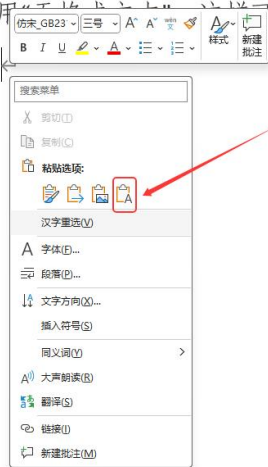 仿宋_GB23 三号 A A wén 文
B I U A 样式 新建
批注
搜索菜单
剪切(T)
复制(C)
粘贴选项:
汉字重选(V)
A 字体(F)...
段落(P)...
文字方向(X)...
插入符号(S)
同义词(Y)
大声朗读(R)
翻译(S)
链接(I)
新建批注(M)